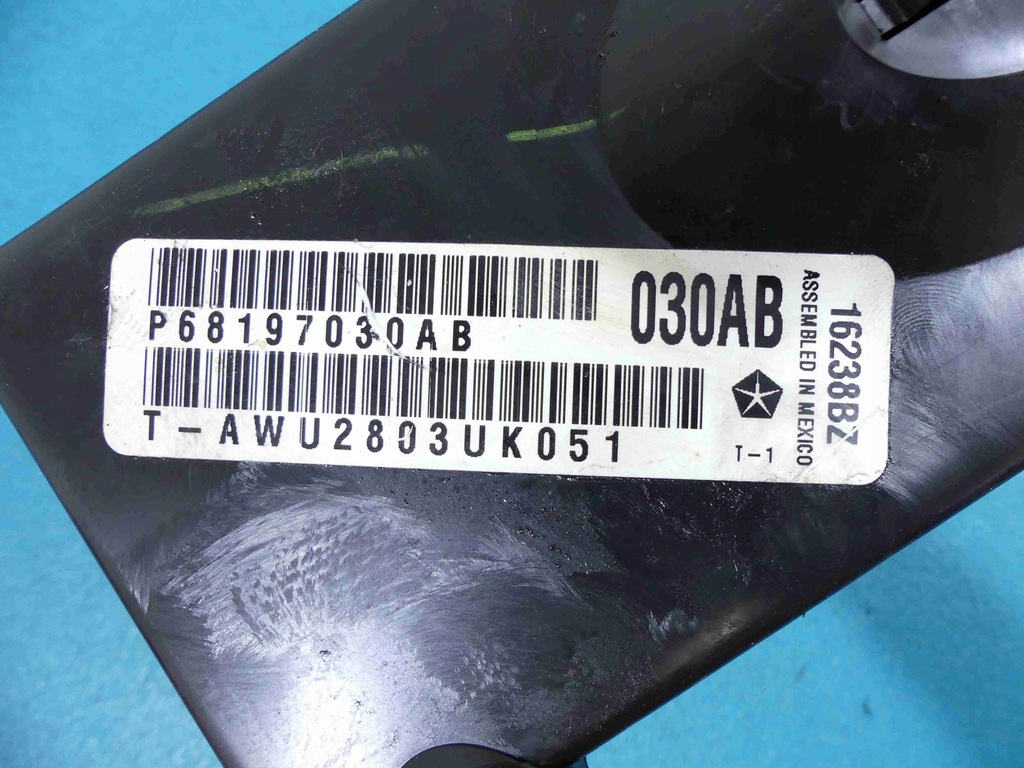 P68197030AB
030AB
T-AWU2803UK051
T-1
ASSEMBLED IN MEXICO
16238BZ